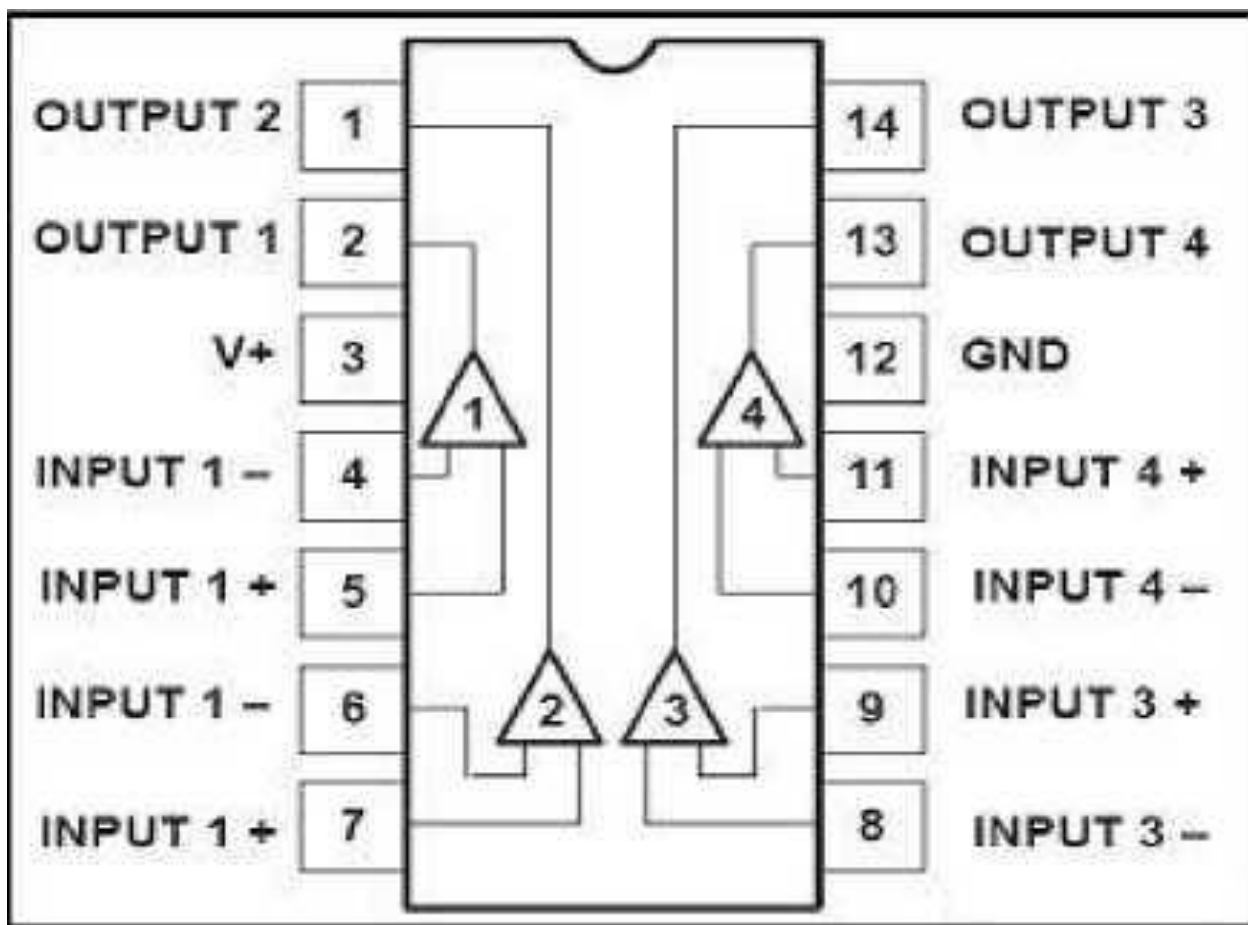 OUTPUT 2 1 14 OUTPUT 3
OUTPUT 1 2 13 OUTPUT 4
V+ 3 12 GND
1 4
INPUT 1 – 4 11 INPUT 4 +
INPUT 1 + 5 10 INPUT 4 –
INPUT 1 – 6 2 3 9 INPUT 3 +
INPUT 1 + 7 8 INPUT 3 –